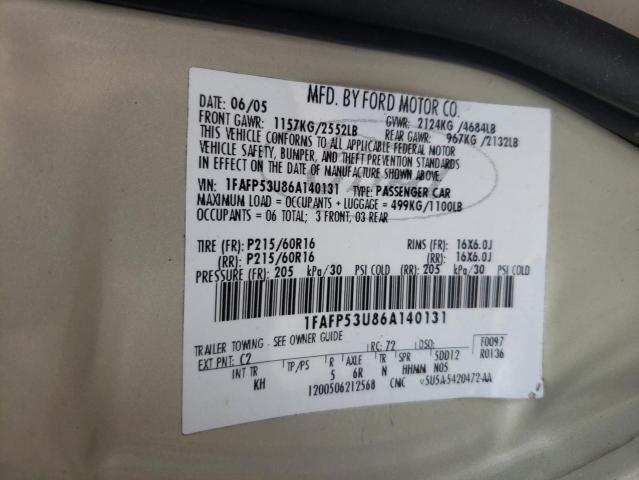 MFD. BY FORD MOTOR CO.
DATE: 06/05
GVWR: 2124KG /4684LB
FRONT GAWR: 1157KG/2552LB
REAR GAWR: 967KG /2132LB
THIS VEHICLE CONFORMS TO ALL APPLICABLE FEDERAL MOTOR
VEHICLE SAFETY, BUMPER, AND THEFT PREVENTION STANDARDS
IN EFFECT ON THE DATE OF MANUFACTURE SHOWN ABOVE.
VIN: 1FAFP53U86A140131 TYPE: PASSENGER CAR
MAXIMUM LOAD = OCCUPANTS + LUGGAGE = 499KG/1100LB
OCCUPANTS = 06 TOTAL; 3 FRONT, 03 REAR
TIRE (FR): P215/60R16 RIMS (FR): 16X6.0J
(RR): P215/60R16 (RR): 16X6.0J
PRESSURE (FR): 205 kPa/30 PSI COLD (RR): 205 kPa/30 PSI COLD
1FAFP53U86A140131
TRAILER TOWING - SEE OWNER GUIDE
EXT PNT: C2 RC: 72 DSO: F0097
INT TR TP/PS R AXLE TR SPR 5DD12 R0136
KH 5 6R N HHMM NOS
1200506212568 CMC 5U5A-5420472-AA